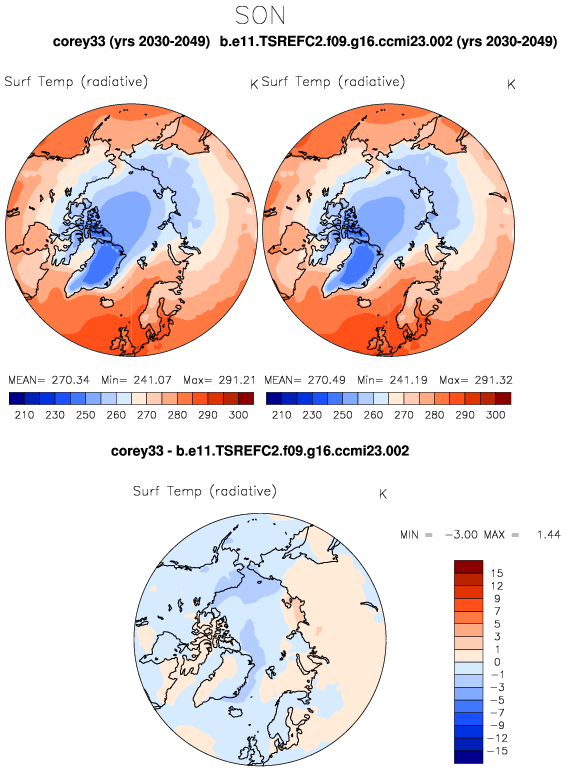 SON
corey33 (yrs 2030-2049) b.e11.TSREFC2.f09.g16.ccmi23.002 (yrs 2030-2049)
Surf Temp (radiative) K Surf Temp (radiative) K
MEAN= 270.34 Min= 241.07 Max= 291.21 MEAN= 270.49 Min= 241.19 Max= 291.32
210 230 250 260 270 280 290 300 210 230 250 260 270 280 290 300
corey33 - b.e11.TSREFC2.f09.g16.ccmi23.002
Surf Temp (radiative) K
MIN = -3.00 MAX = 1.44
15
12
9
7
5
3
1
0
-1
-3
-5
-7
-9
-12
-15